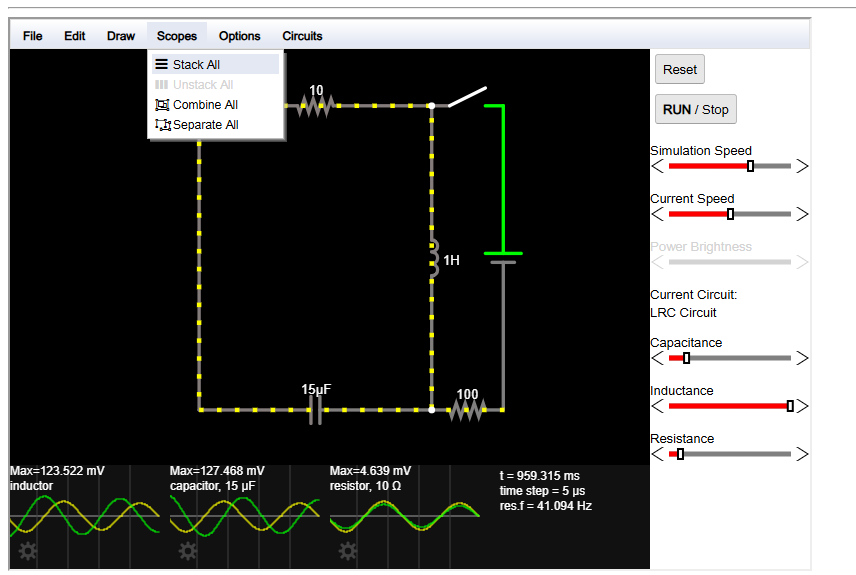 File Edit Draw Scopes Options Circuits
Stack All
Unstack All
Combine All
Separate All
10
1H
15µF
100
Reset
RUN / Stop
Simulation Speed
Current Speed
Power Brightness
Current Circuit:
LRC Circuit
Capacitance
Inductance
Resistance
Max=123.522 mV
inductor
Max=127.468 mV
capacitor, 15 µF
Max=4.639 mV
resistor, 10 Ω
t = 959.315 ms
time step = 5 µs
res.f = 41.094 Hz